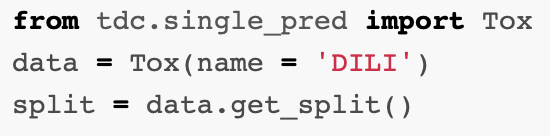 from tdc.single_pred import Tox
data = Tox(name = 'DILI')
split = data.get_split()